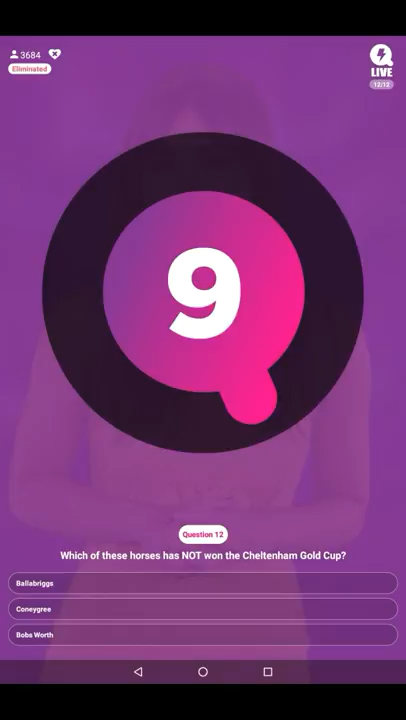 3684
Eliminated
LIVE
12/12
9
Question 12
Which of these horses has NOT won the Cheltenham Gold Cup?
Ballabriggs
Coneygree
Bobs Worth